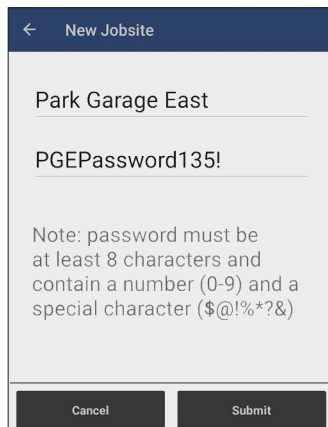 New Jobsite
Park Garage East
PGEPassword135!
Note: password must be
at least 8 characters and
contain a number (0-9) and a
special character ($@!%*?&)
Cancel Submit